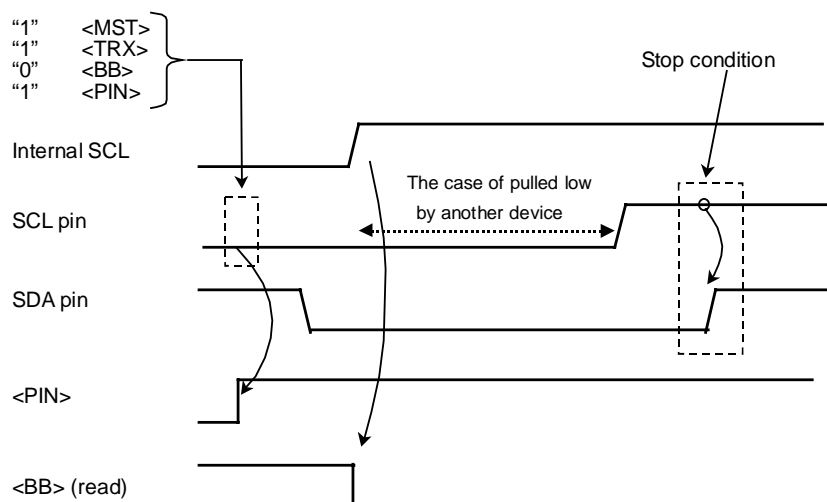 “1” <MST>
“1” <TRX>
“0” <BB>
“1” <PIN>
Stop condition
Internal SCL
The case of pulled low
by another device
SCL pin
SDA pin
<PIN>
<BB> (read)